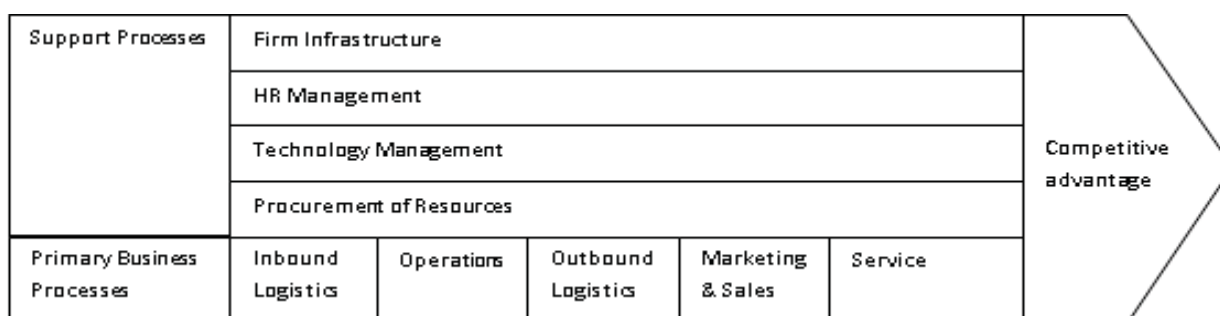 Support Processes
Firm Infrastructure
HR Management
Technology Management
Procurement of Resources
Competitive
advantage
Primary Business
Processes
Inbound
Logistics
Operations
Outbound
Logistics
Marketing
& Sales
Service